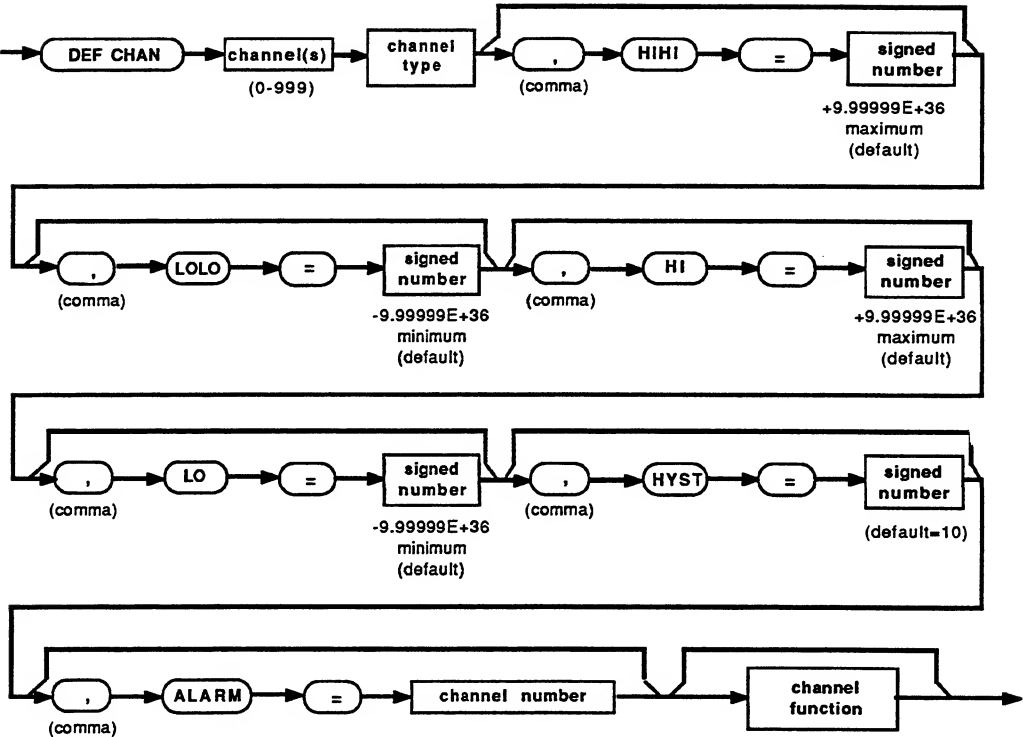 DEF CHAN
channel(s)
(0-999)
channel
type
,
(comma)
HIHI
=
signed
number
+9.99999E+36
maximum
(default)
,
(comma)
LOLO
=
signed
number
-9.99999E+36
minimum
(default)
,
(comma)
HI
=
signed
number
+9.99999E+36
maximum
(default)
,
(comma)
LO
=
signed
number
-9.99999E+36
minimum
(default)
,
(comma)
HYST
=
signed
number
(default=10)
,
(comma)
ALARM
=
channel number
channel
function